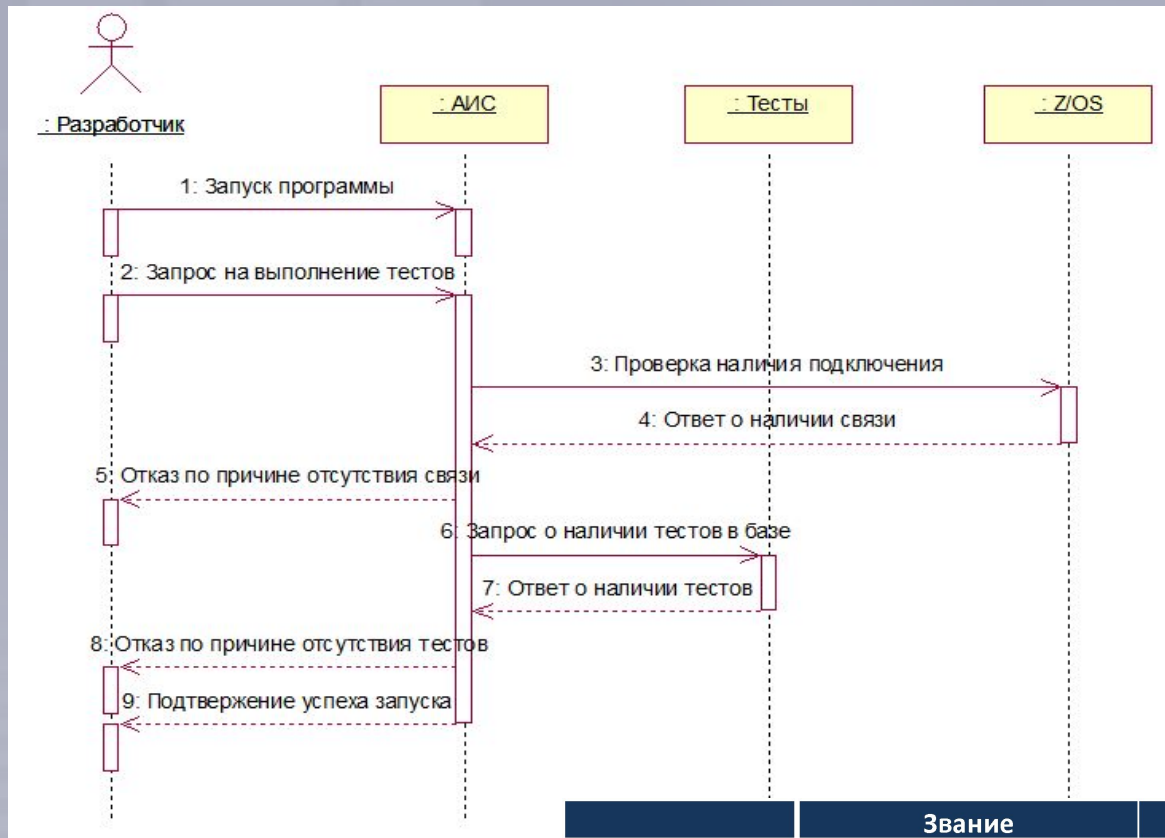 : Разработчик
: АИС
: Тесты
: Z/OS
1: Запуск программы
2: Запрос на выполнение тестов
3: Проверка наличия подключения
4: Ответ о наличии связи
5: Отказ по причине отсутствия связи
6: Запрос о наличии тестов в базе
7: Ответ о наличии тестов
8: Отказ по причине отсутствия тестов
9: Подтвержение успеха запуска
Звание